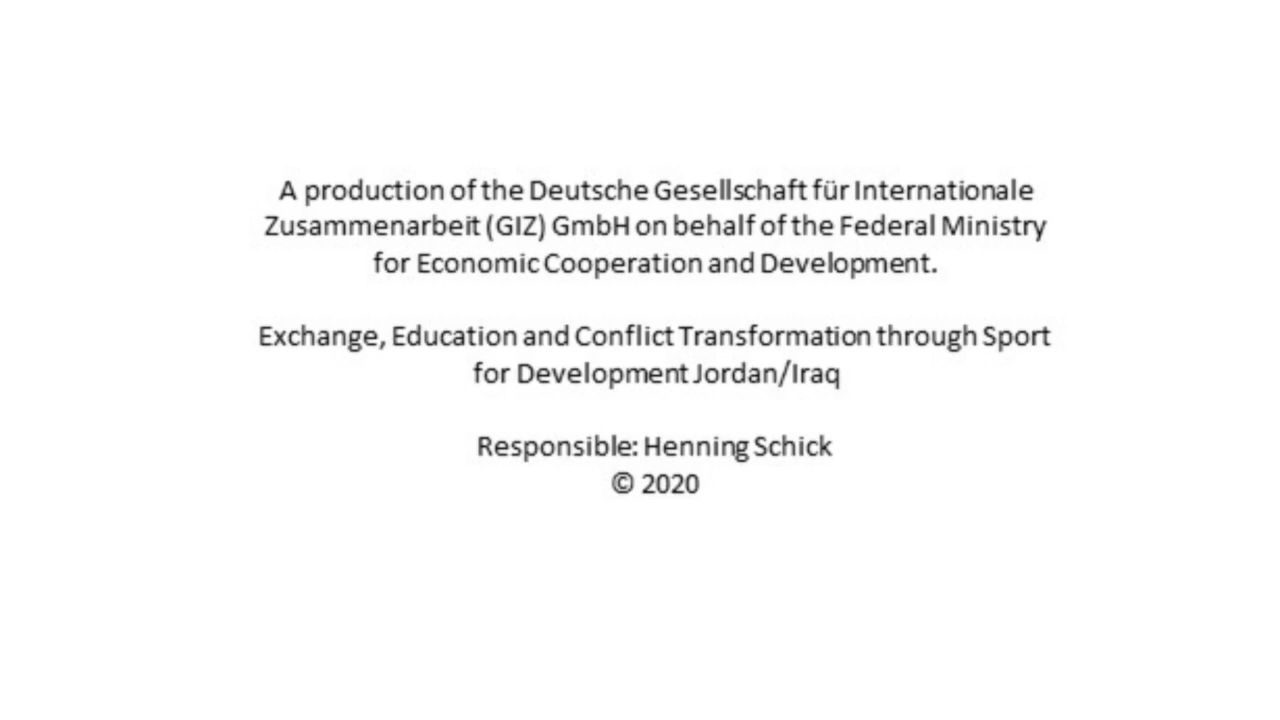 A production of the Deutsche Gesellschaft für Internationale
Zusammenarbeit (GIZ) GmbH on behalf of the Federal Ministry
for Economic Cooperation and Development.
Exchange, Education and Conflict Transformation through Sport
for Development Jordan/Iraq
Responsible: Henning Schick
© 2020